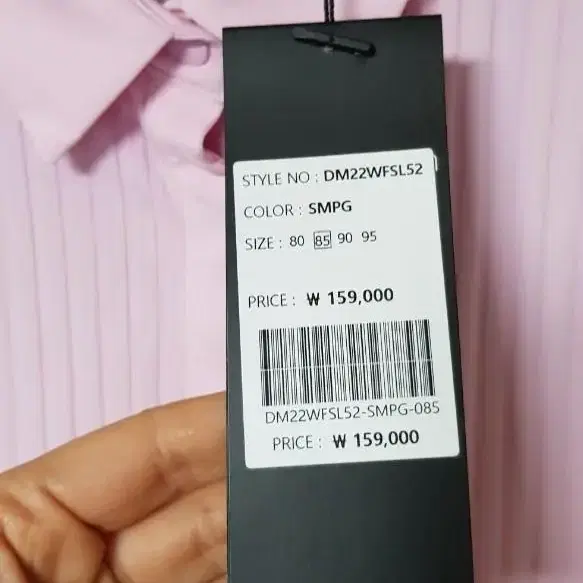 STYLE NO : DM22WFSL52
COLOR : SMPG
SIZE : 80 85 90 95
PRICE : ₩ 159,000
DM22WFSL52-SMPG-085
PRICE : ₩ 159,000